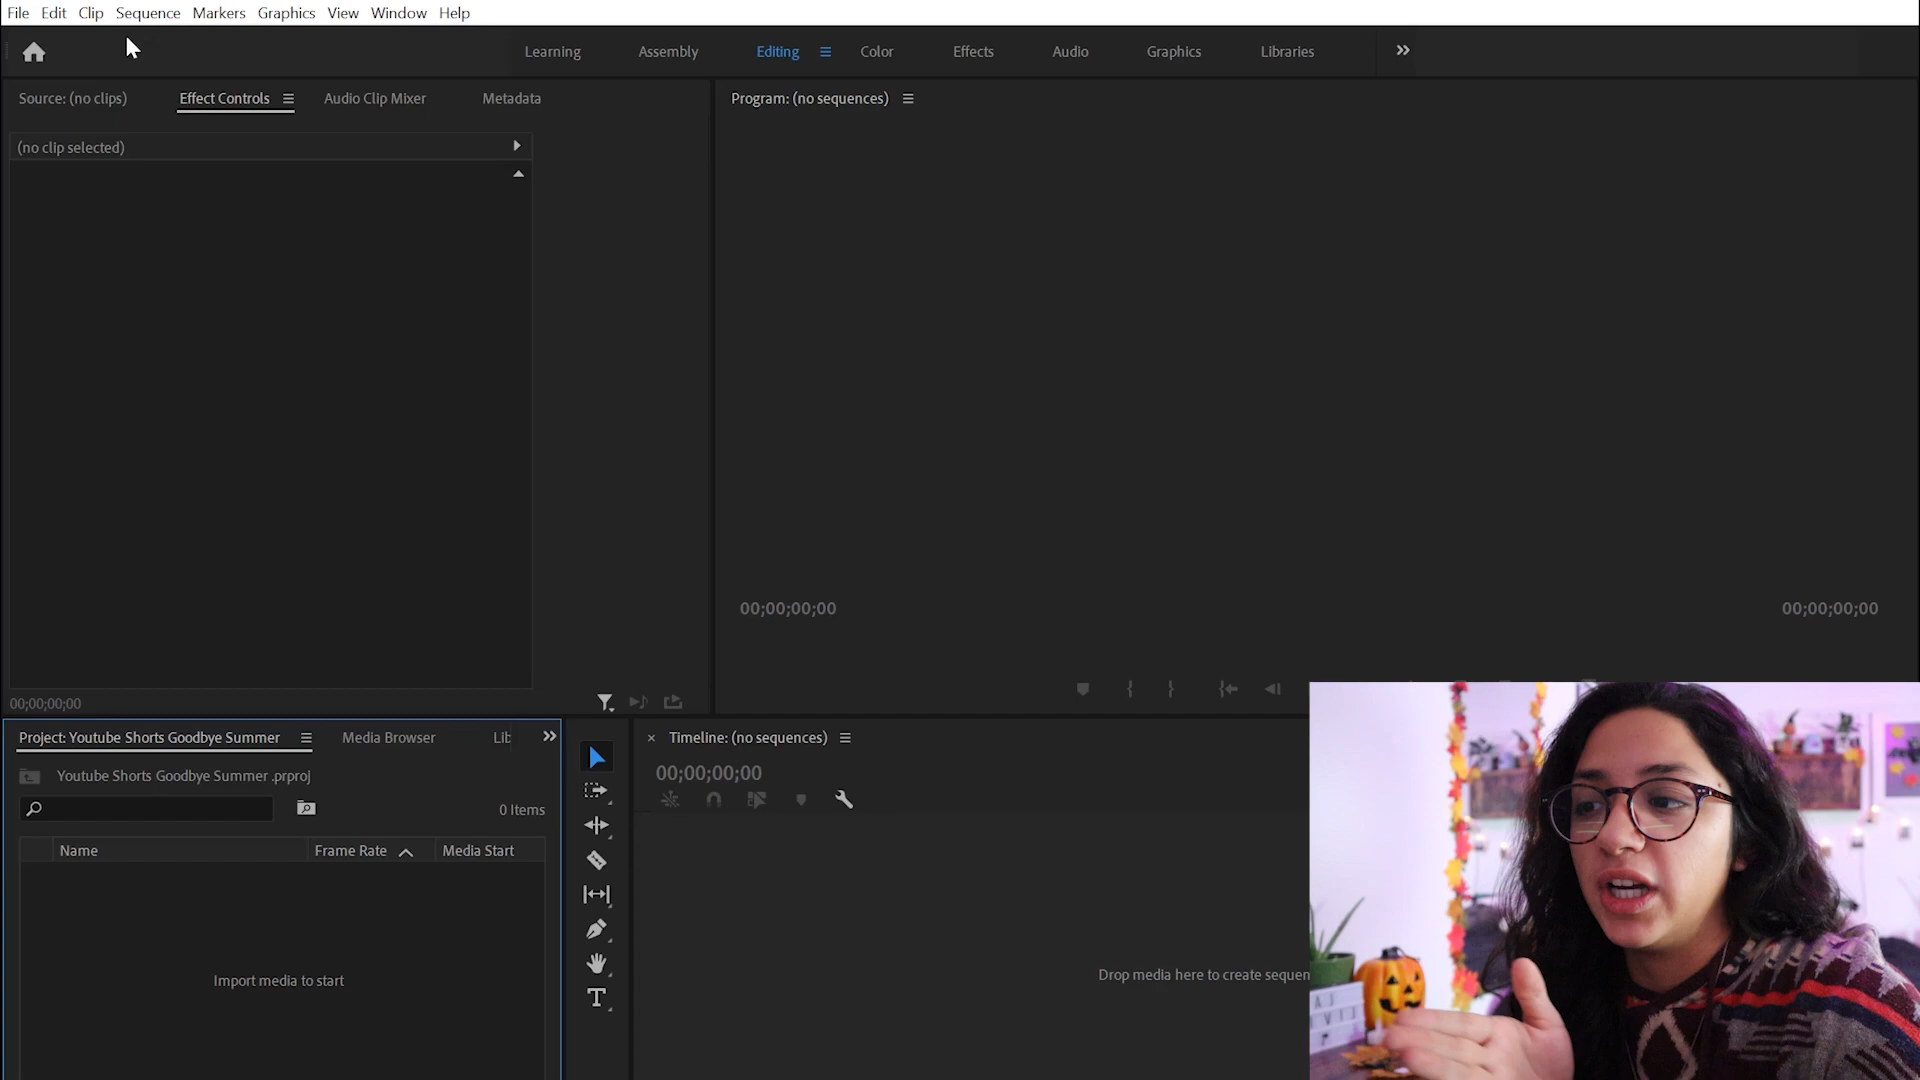 File Edit Clip Sequence Markers Graphics View Window Help
Learning Assembly Editing Color Effects Audio Graphics Libraries
Source: (no clips) Effect Controls Audio Clip Mixer Metadata
Program: (no sequences)
(no clip selected)
00;00;00;00
00;00;00;00
00;00;00;00
Project: Youtube Shorts Goodbye Summer Media Browser Lib
Timeline: (no sequences)
Youtube Shorts Goodbye Summer .prproj
00;00;00;00
0 Items
Name Frame Rate Media Start
Import media to start
Drop media here to create sequen